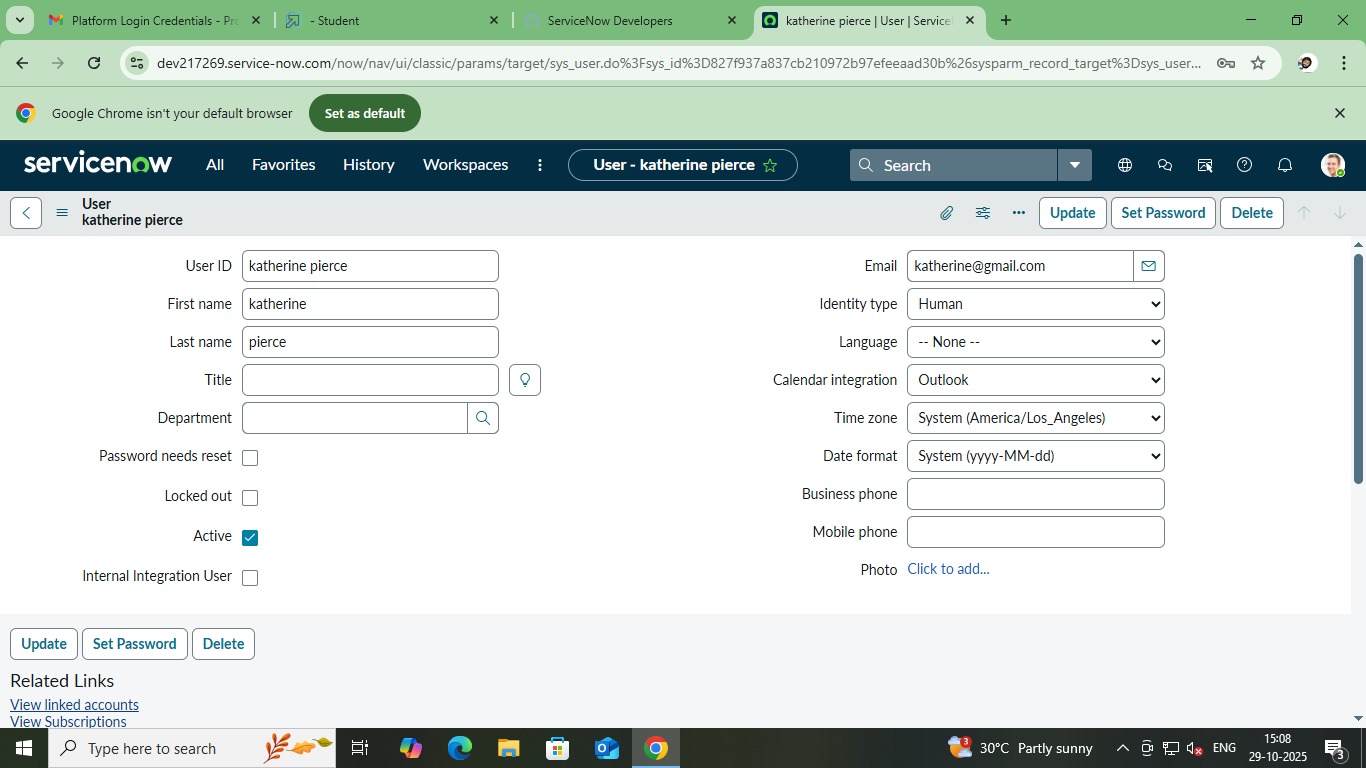 Platform Login Credentials - Pro
- Student
ServiceNow Developers
katherine pierce | User | Service
dev217269.service-now.com/now/nav/ui/classic/params/target/sys_user.do%3Fsys_id%3D827f937a837cb210972b97efeeaad30b%26sysparm_record_target%3Dsys_user...
Google Chrome isn't your default browser
Set as default
servicenow
All
Favorites
History
Workspaces
User - katherine pierce
Search
User
katherine pierce
Update
Set Password
Delete
User ID
katherine pierce
First name
katherine
Last name
pierce
Title
Department
Password needs reset
Locked out
Active
Internal Integration User
Email
katherine@gmail.com
Identity type
Human
Language
-- None --
Calendar integration
Outlook
Time zone
System (America/Los_Angeles)
Date format
System (yyyy-MM-dd)
Business phone
Mobile phone
Photo
Click to add...
Update
Set Password
Delete
Related Links
View linked accounts
View Subscriptions
Type here to search
3
30°C Partly sunny
ENG
15:08
29-10-2025
3